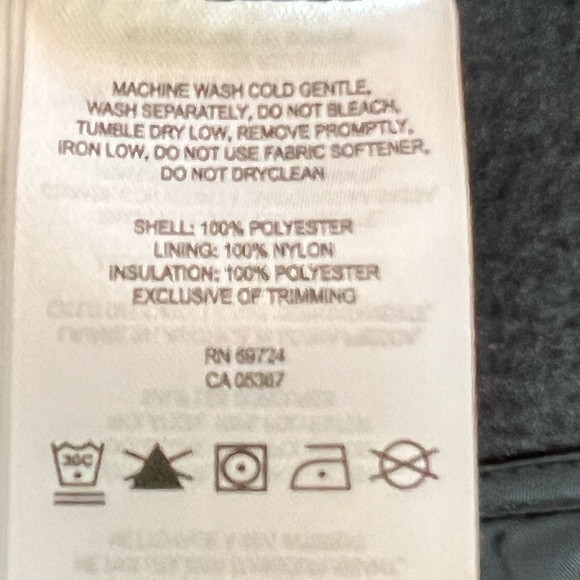 MACHINE WASH COLD GENTLE,
WASH SEPARATELY, DO NOT BLEACH,
TUMBLE DRY LOW, REMOVE PROMPTLY,
IRON LOW, DO NOT USE FABRIC SOFTENER,
DO NOT DRYCLEAN
SHELL: 100% POLYESTER
LINING: 100% NYLON
INSULATION: 100% POLYESTER
EXCLUSIVE OF TRIMMING
RN 69724
CA 05367
30C